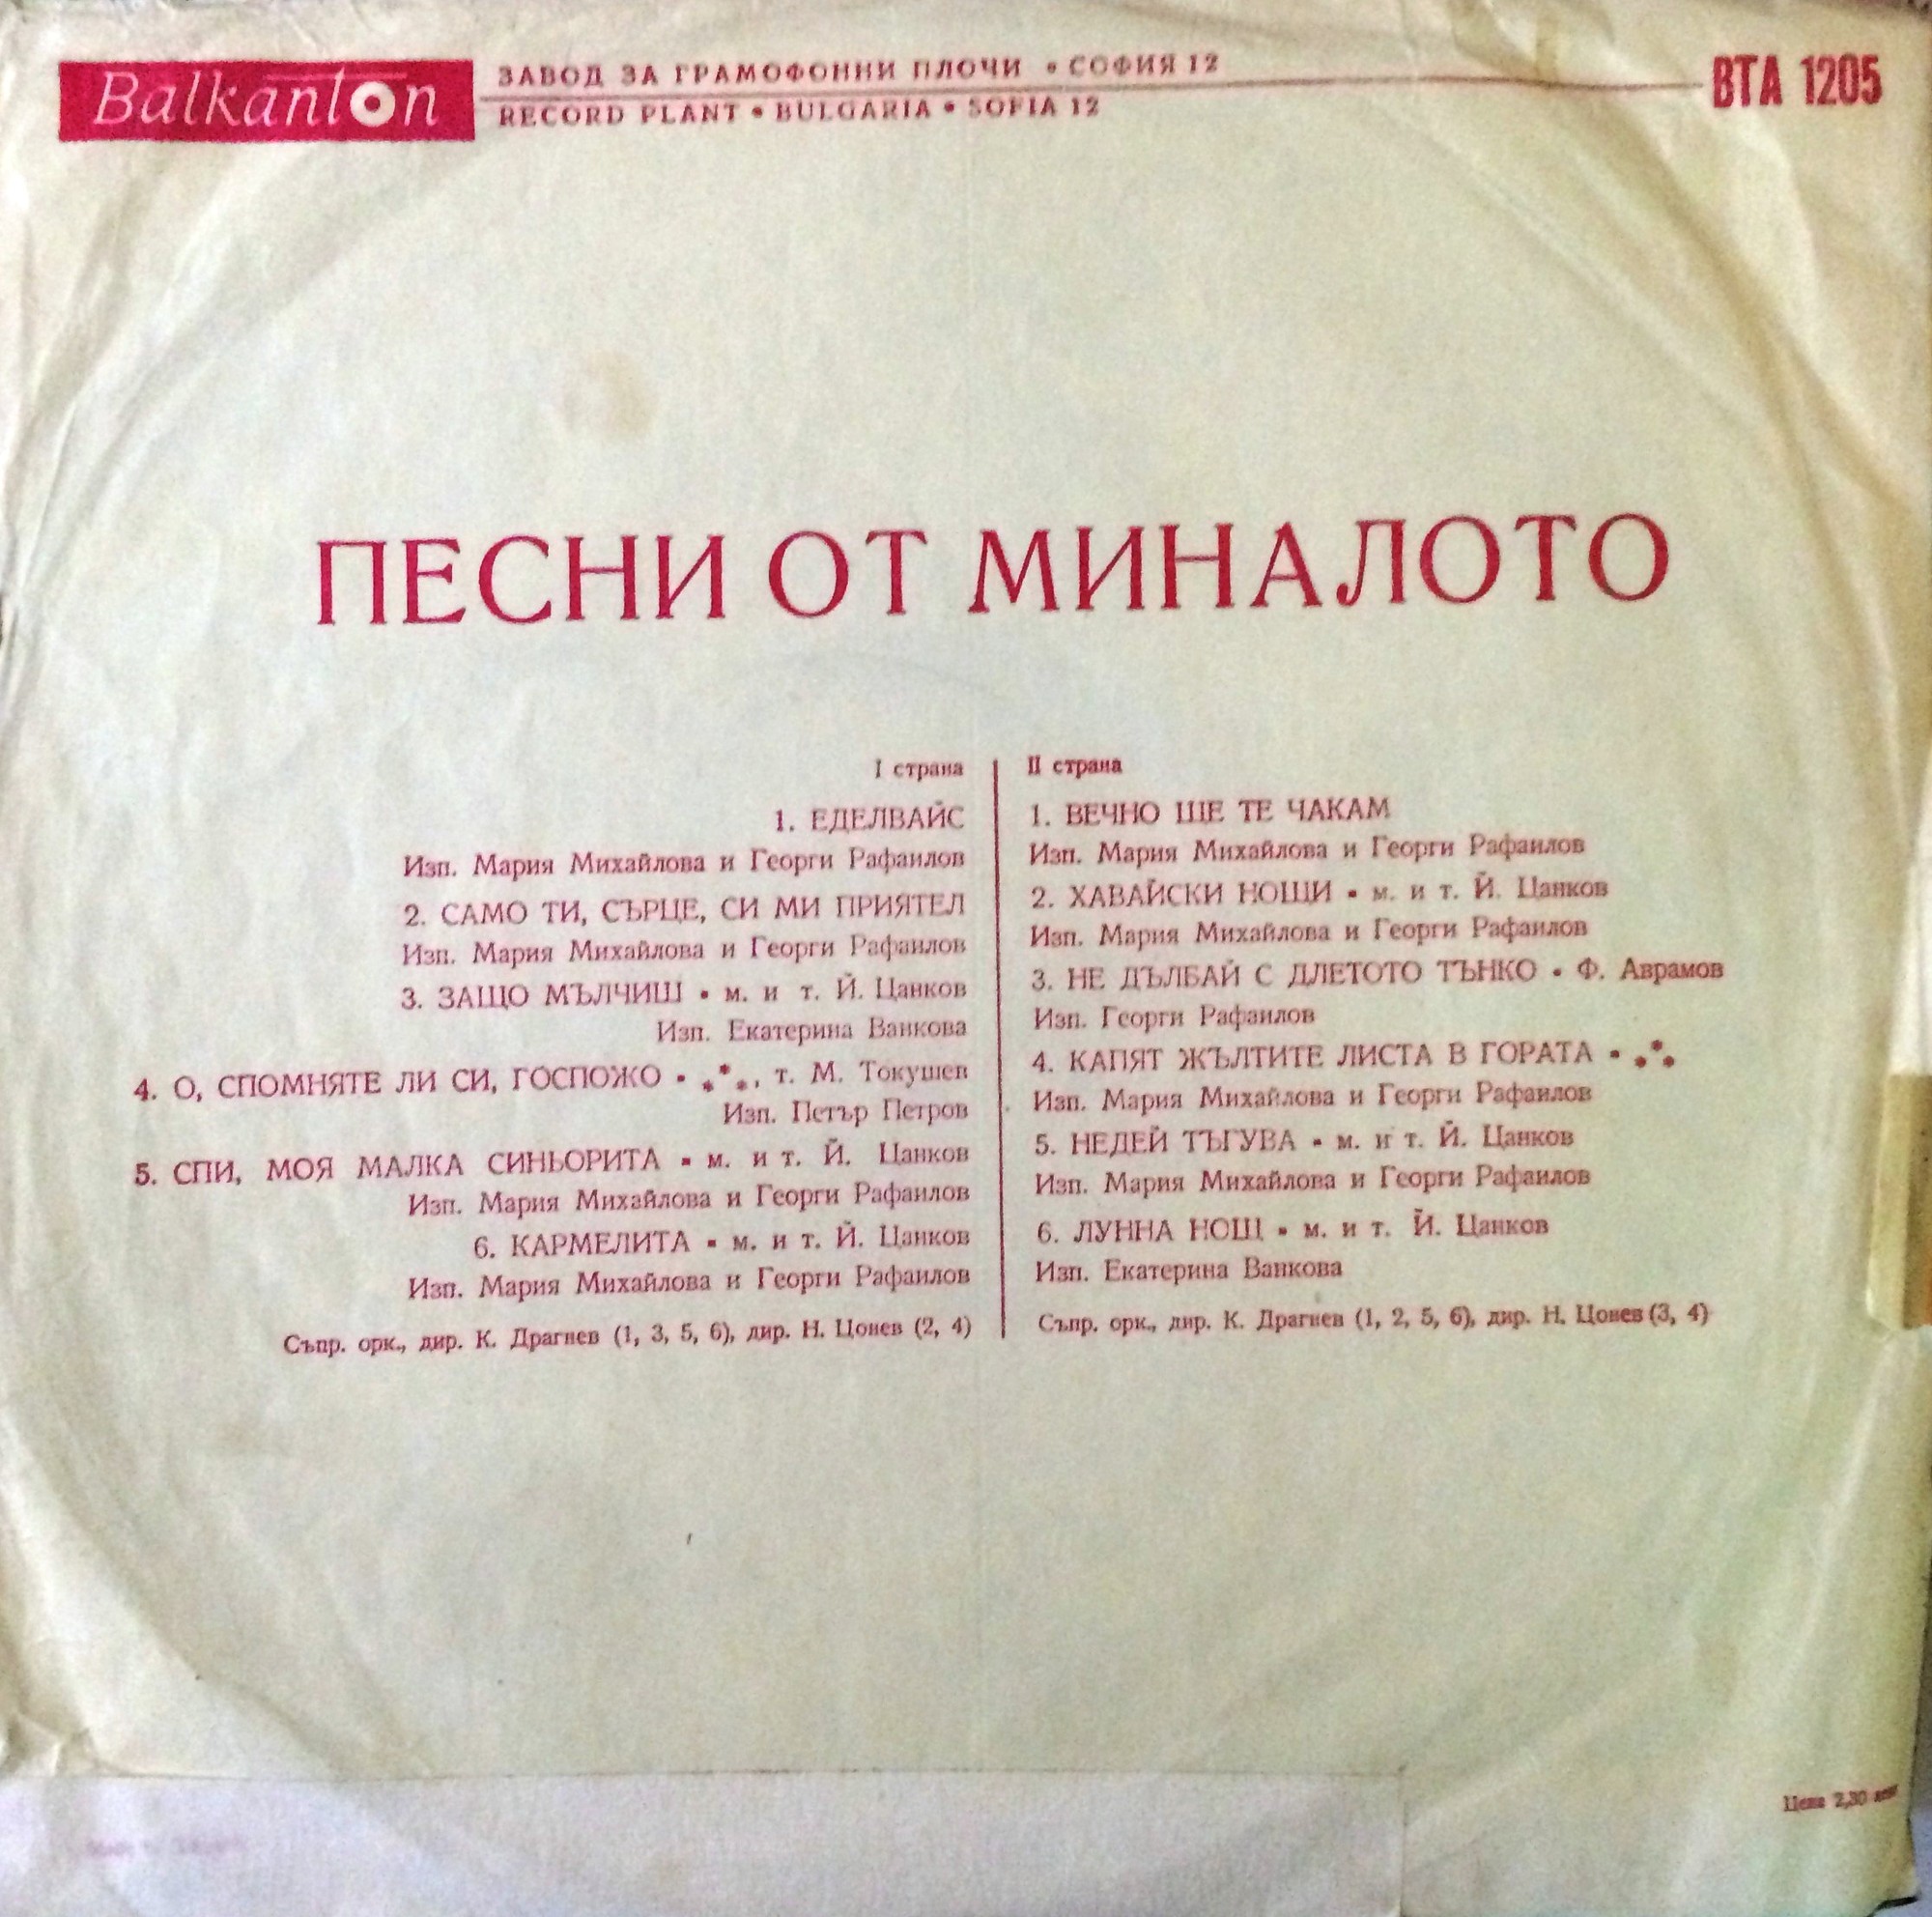 Balkanton
ЗАВОД ЗА ГРАМОФОННИ ПЛОЧИ • СОФИЯ 12
RECORD PLANT • BULGARIA • SOFIA 12
ВТА 1205
ПЕСНИ ОТ МИНАЛОТО
I страна
1. ЕДЕЛВАЙС
Изп. Мария Михайлова и Георги Рафаилов
2. САМО ТИ, СЪРЦЕ, СИ МИ ПРИЯТЕЛ
Изп. Мария Михайлова и Георги Рафаилов
3. ЗАЩО МЪЛЧИШ • м. и т. Й. Цанков
Изп. Екатерина Ванкова
4. О, СПОМНЯТЕ ЛИ СИ, ГОСПОЖО • ⁂, т. М. Токушев
Изп. Петър Петров
5. СПИ, МОЯ МАЛКА СИНЬОРИТА • м. и т. Й. Цанков
Изп. Мария Михайлова и Георги Рафаилов
6. КАРМЕЛИТА • м. и т. Й. Цанков
Изп. Мария Михайлова и Георги Рафаилов
Съпр. орк., дир. К. Драгнев (1, 3, 5, 6), дир. Н. Цонев (2, 4)
II страна
1. ВЕЧНО ЩЕ ТЕ ЧАКАМ
Изп. Мария Михайлова и Георги Рафаилов
2. ХАВАЙСКИ НОЩИ • м. и т. Й. Цанков
Изп. Мария Михайлова и Георги Рафаилов
3. НЕ ДЪЛБАЙ С ДЛЕТОТО ТЪНКО • Ф. Аврамов
Изп. Георги Рафаилов
4. КАПЯТ ЖЪЛТИТЕ ЛИСТА В ГОРАТА • ⁂
Изп. Мария Михайлова и Георги Рафаилов
5. НЕДЕЙ ТЪГУВА • м. и т. Й. Цанков
Изп. Мария Михайлова и Георги Рафаилов
6. ЛУННА НОЩ • м. и т. Й. Цанков
Изп. Екатерина Ванкова
Съпр. орк., дир. К. Драгнев (1, 2, 5, 6), дир. Н. Цонев (3, 4)
Цена 2,30 лева